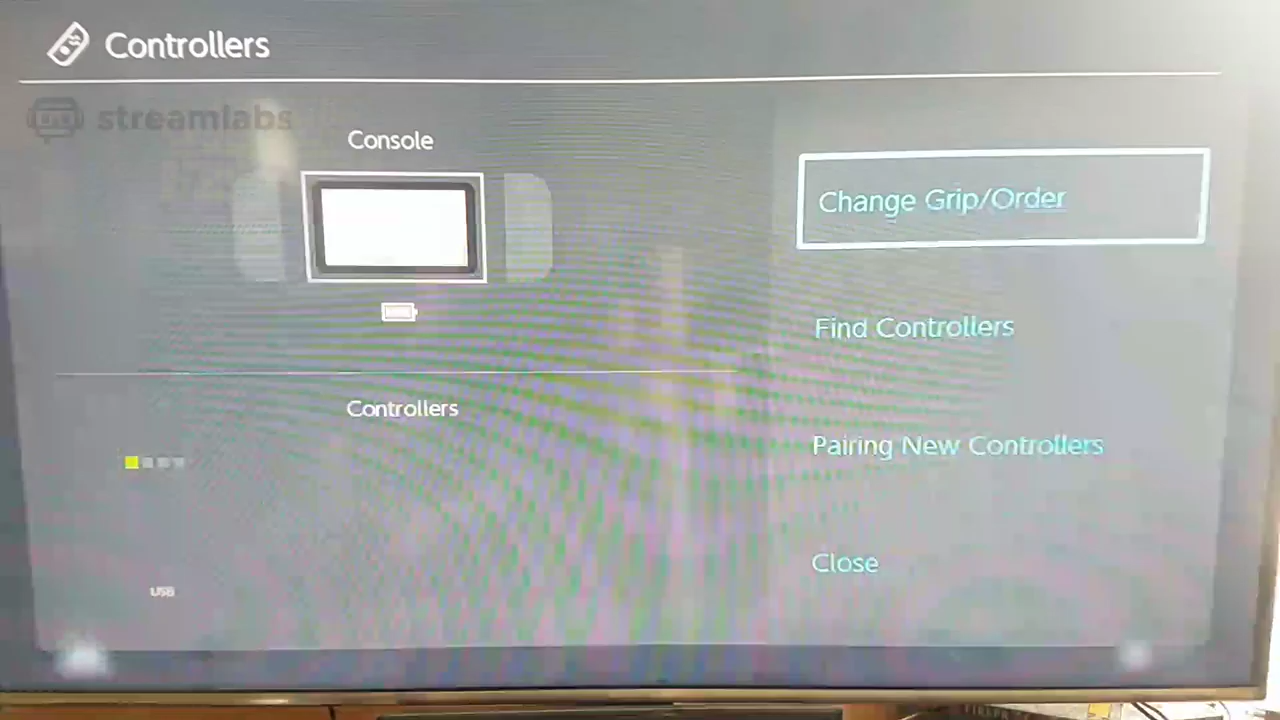 Controllers
streamlabs
Console
Change Grip/Order
Find Controllers
Controllers
Pairing New Controllers
USB
Close